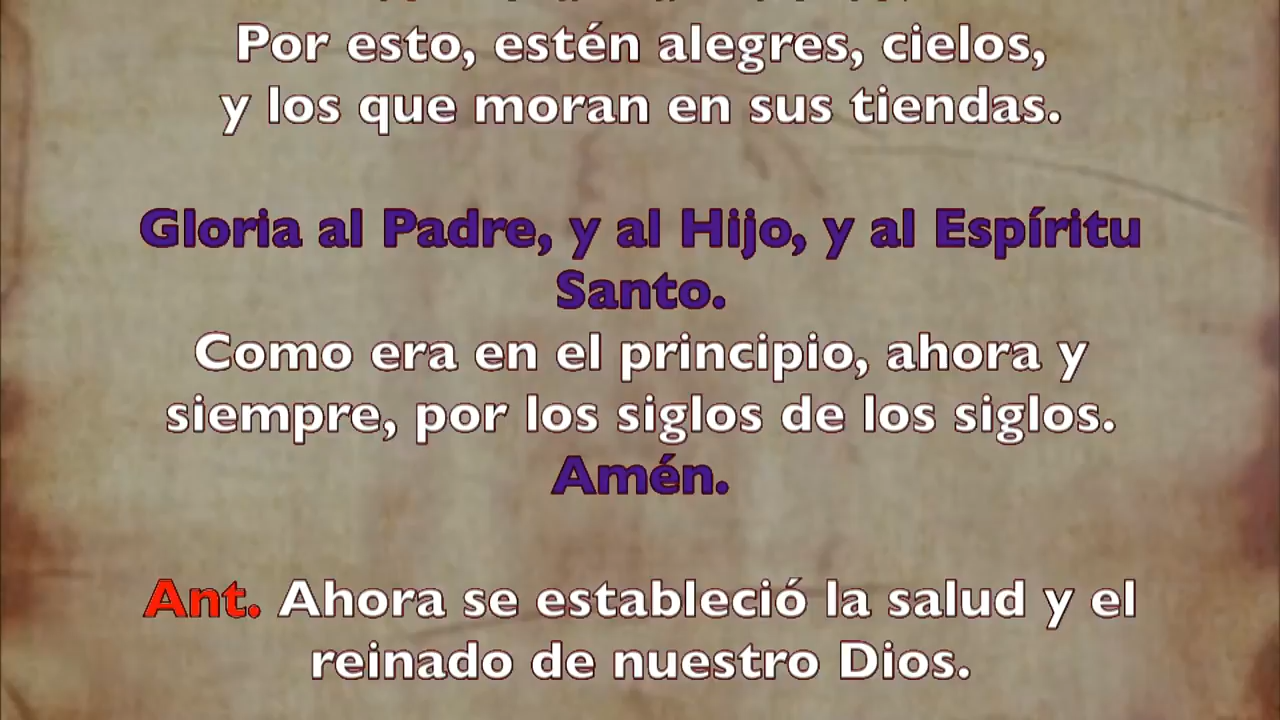 Por esto, estén alegres, cielos,
y los que moran en sus tiendas.
Gloria al Padre, y al Hijo, y al Espíritu
Santo.
Como era en el principio, ahora y
siempre, por los siglos de los siglos.
Amén.
Ant. Ahora se estableció la salud y el
reinado de nuestro Dios.